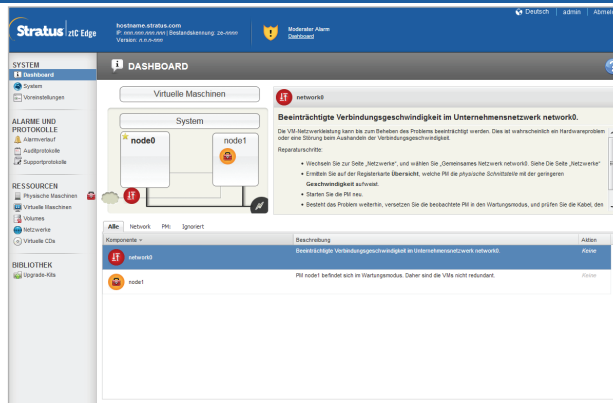 Deutsch | admin | Abmel
Stratus ztC Edge
hostname.stratus.com
IP: nnn.nnn.nnn.nnn | Bestandskennung: ze-nnnn
Version: n.n.n-nnn
Moderater Alarm
Dashboard
SYSTEM
Dashboard
System
Voreinstellungen
ALARME UND
PROTOKOLLE
Alarmverlauf
Auditprotokolle
Supportprotokolle
RESSOURCEN
Physische Maschinen
Virtuelle Maschinen
Volumes
Netzwerke
Virtuelle CDs
BIBLIOTHEK
Upgrade-Kits
DASHBOARD
Virtuelle Maschinen
System
node0
node1
network0
Beeinträchtigte Verbindungsgeschwindigkeit im Unternehmensnetzwerk network0.
Die VM-Netzwerkleistung kann bis zum Beheben des Problems beeinträchtigt werden. Dies ist wahrscheinlich ein Hardwareproblem
oder eine Störung beim Aushandeln der Verbindungsgeschwindigkeit.
Reparaturschritte:
• Wechseln Sie zur Seite „Netzwerke“, und wählen Sie „Gemeinsames Netzwerk network0. Siehe Die Seite „Netzwerke“
• Ermitteln Sie auf der Registerkarte Übersicht, welche PM die physische Schnittstelle mit der geringeren
Geschwindigkeit aufweist.
• Starten Sie die PM neu.
• Besteht das Problem weiterhin, versetzen Sie die beobachtete PM in den Wartungsmodus, und prüfen Sie die Kabel, den
Alle Network PM: Ignoriert
Komponente Beschreibung Aktion
network0 Beeinträchtigte Verbindungsgeschwindigkeit im Unternehmensnetzwerk network0. Keine
node1 PM node1 befindet sich im Wartungsmodus. Daher sind die VMs nicht redundant. Keine